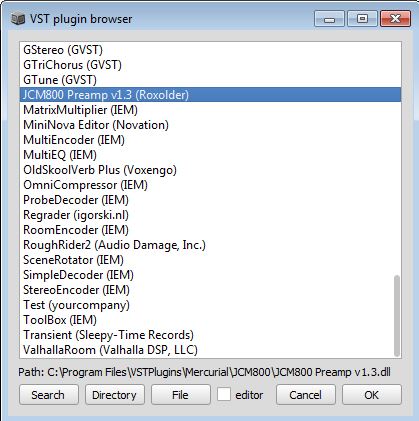 VST plugin browser
GStereo (GVST)
GTriChorus (GVST)
GTune (GVST)
JCM800 Preamp v1.3 (Roxolder)
MatrixMultiplier (IEM)
MiniNova Editor (Novation)
MultiEncoder (IEM)
MultiEQ (IEM)
OldSkoolVerb Plus (Voxengo)
OmniCompressor (IEM)
ProbeDecoder (IEM)
Regrader (igorski.nl)
RoomEncoder (IEM)
RoughRider2 (Audio Damage, Inc.)
SceneRotator (IEM)
SimpleDecoder (IEM)
StereoEncoder (IEM)
Test (yourcompany)
ToolBox (IEM)
Transient (Sleepy-Time Records)
ValhallaRoom (Valhalla DSP, LLC)
Path: C:\Program Files\VSTPlugins\Mercurial\JCM800\JCM800 Preamp v1.3.dll
Search Directory File editor Cancel OK